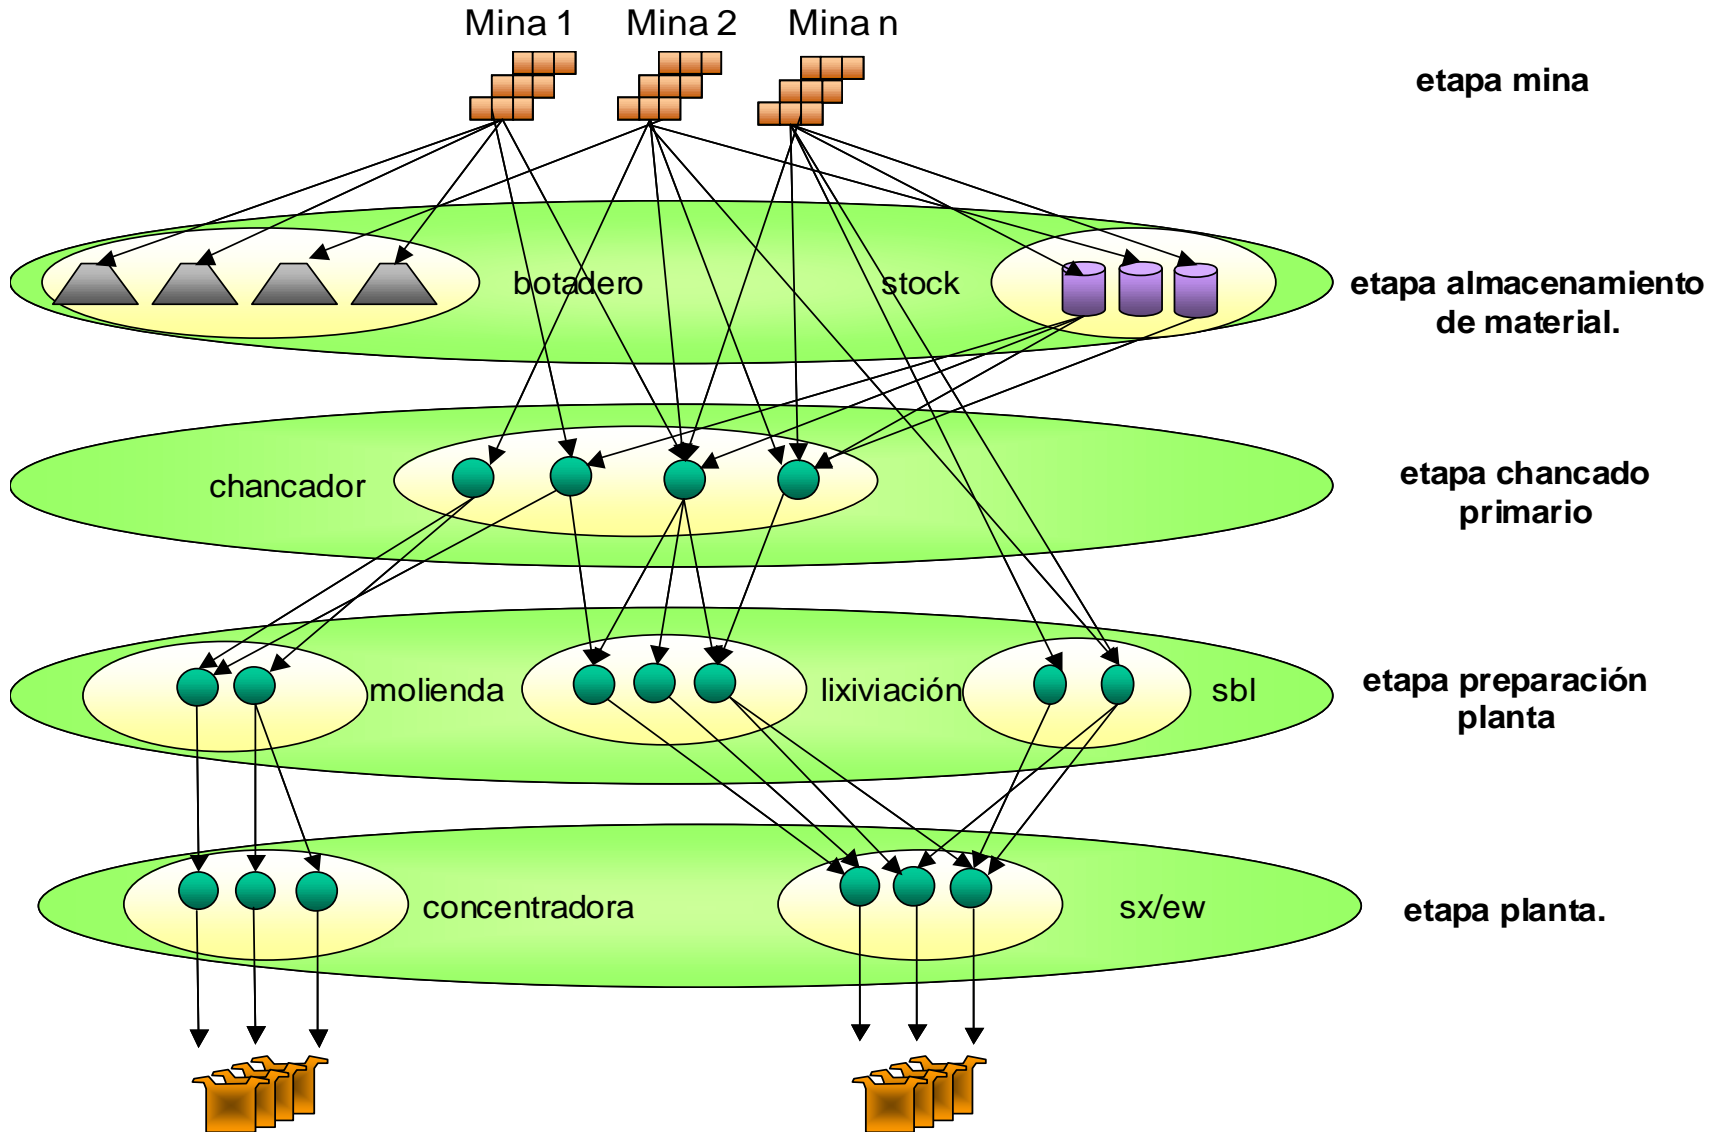 Mina 1
Mina 2
Mina n
etapa mina
botadero
stock
etapa almacenamiento
de material.
chancador
etapa chancado
primario
molienda
lixiviación
sbl
etapa preparación
planta
concentradora
sx/ew
etapa planta.